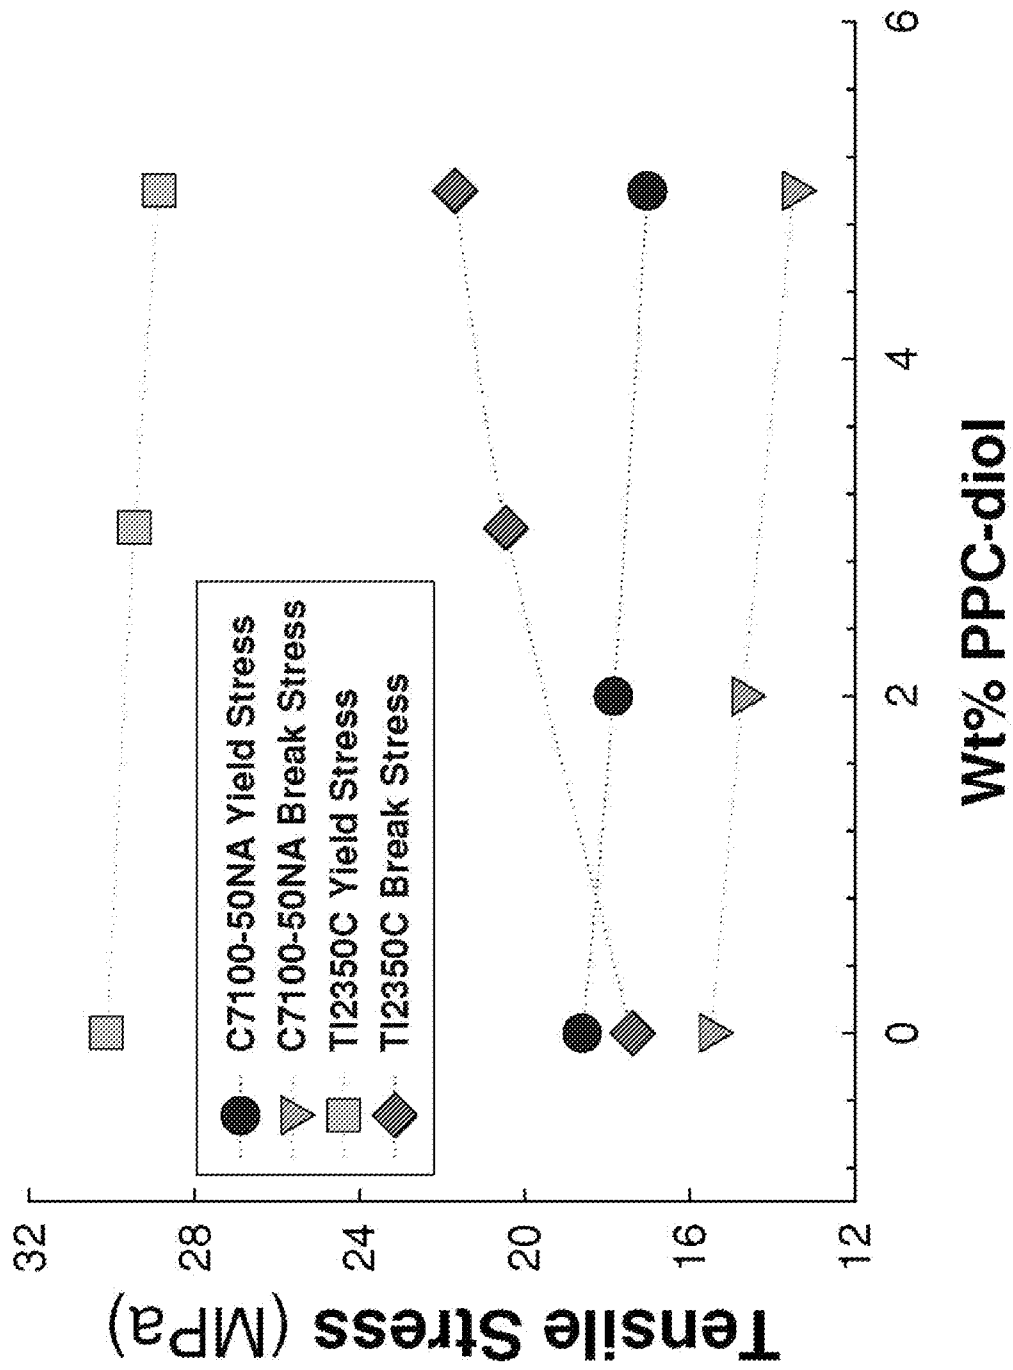 Tensile Stress (MPa)
32
28
24
20
16
12
C7100-50NA Yield Stress
C7100-50NA Break Stress
TI2350C Yield Stress
TI2350C Break Stress
0 2 4 6
Wt% PPC-diol